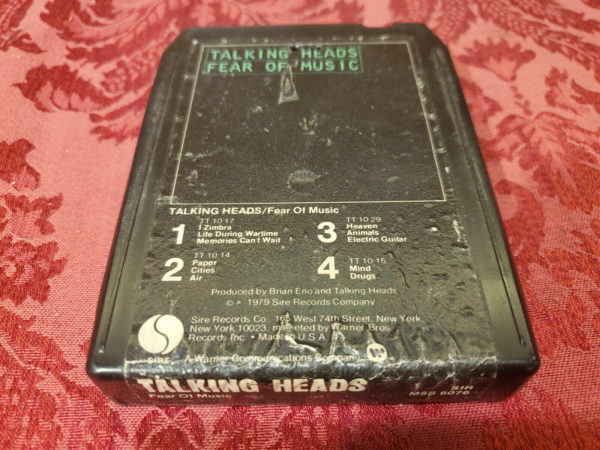 TALKING HEADS
FEAR OF MUSIC
TALKING HEADS/Fear Of Music
1
TT 10:17
I Zimbra
Life During Wartime
Memories Can't Wait
2
TT 10:14
Paper
Cities
Air
3
TT 10:29
Heaven
Animals
Electric Guitar
4
TT 10:15
Mind
Drugs
Produced by Brian Eno and Talking Heads
© ℗ 1979 Sire Records Company
Sire Records Co., 165 West 74th Street, New York,
New York 10023, marketed by Warner Bros.
Records Inc. • Made in U.S.A.
SIRE
A Warner Communications Company
TALKING HEADS
Fear Of Music
SIR
M8S 6076